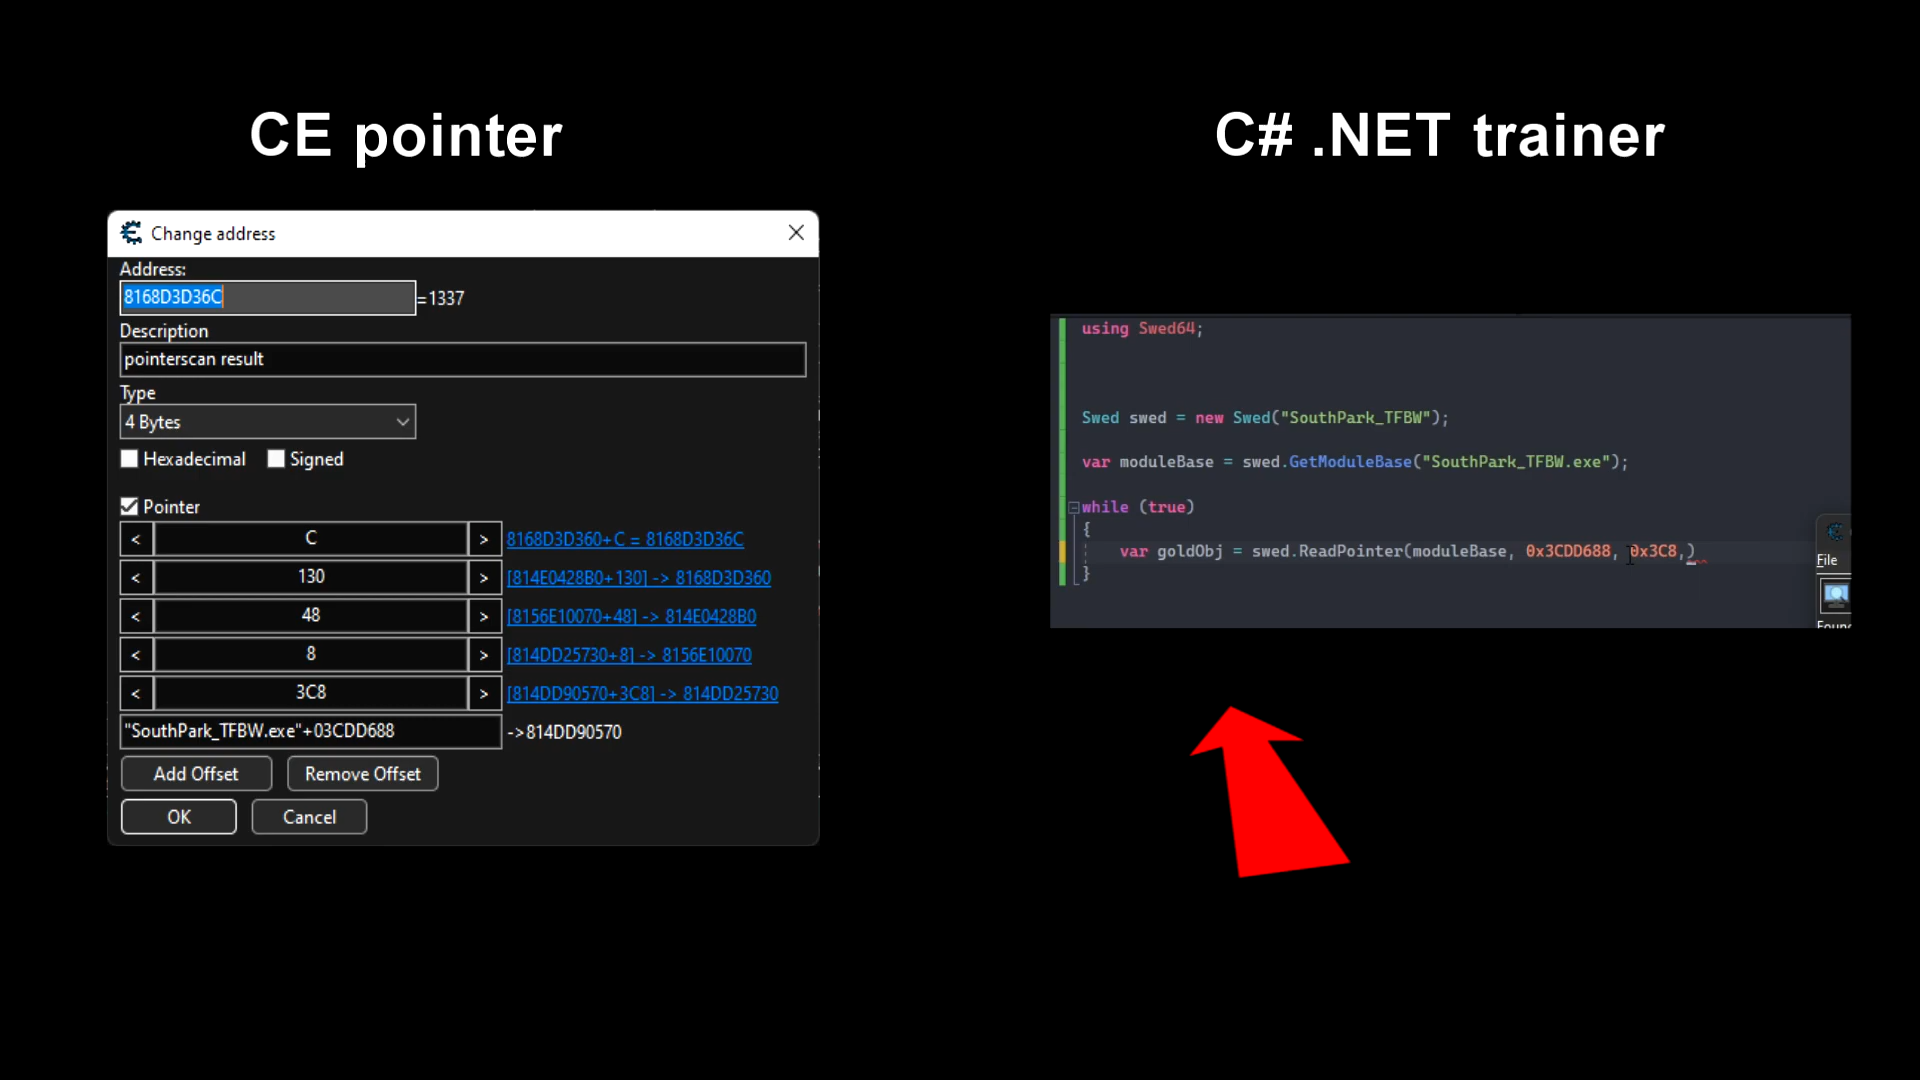 CE pointer
Change address
Address:
8168D3D36C
=1337
Description
pointerscan result
Type
4 Bytes
Hexadecimal
Signed
Pointer
< C > 8168D3D360+C = 8168D3D36C
< 130 > [814E0428B0+130] -> 8168D3D360
< 48 > [8156E10070+48] -> 814E0428B0
< 8 > [814DD25730+8] -> 8156E10070
< 3C8 > [814DD90570+3C8] -> 814DD25730
"SouthPark_TFBW.exe"+03CDD688 ->814DD90570
Add Offset
Remove Offset
OK
Cancel
C# .NET trainer
using Swed64;
Swed swed = new Swed("SouthPark_TFBW");
var moduleBase = swed.GetModuleBase("SouthPark_TFBW.exe");
while (true)
{
var goldObj = swed.ReadPointer(moduleBase, 0x3CDD688, 0x3C8,)
}
File